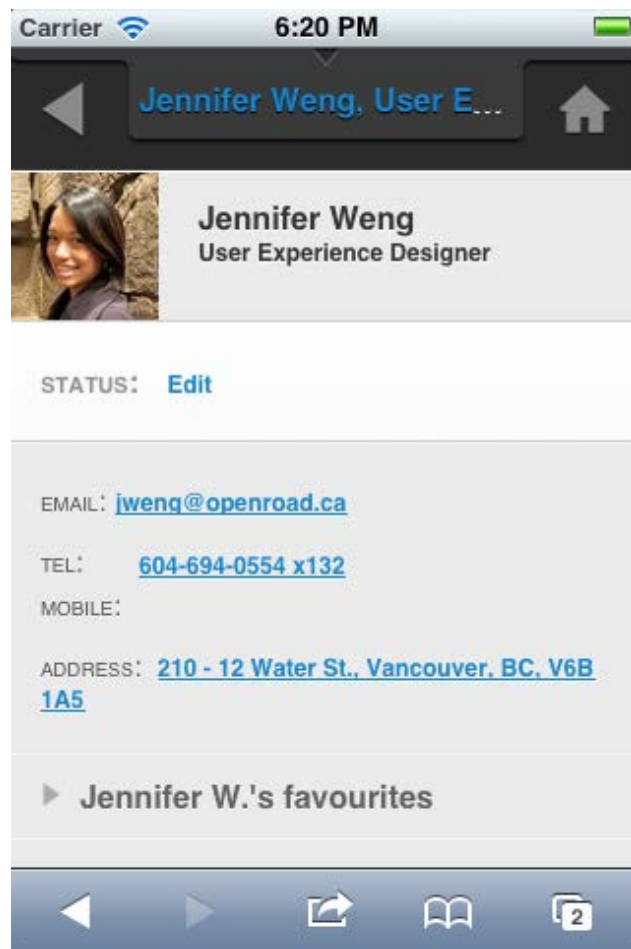 Carrier 6:20 PM
Jennifer Weng, User E...
Jennifer Weng
User Experience Designer
STATUS: Edit
EMAIL: jweng@openroad.ca
TEL: 604-694-0554 x132
MOBILE:
ADDRESS: 210 - 12 Water St., Vancouver, BC, V6B
1A5
Jennifer W.'s favourites
2